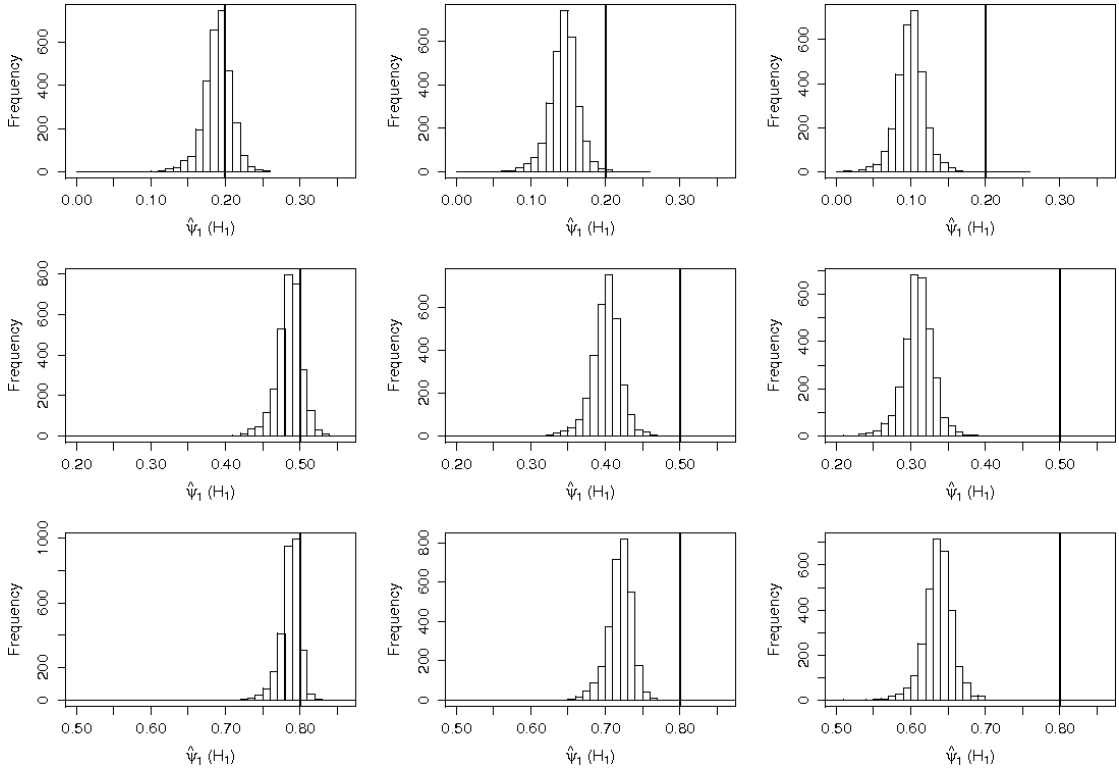 Frequency
0 200 400 600
0.00 0.10 0.20 0.30
ψ̂₁ (H₁)
Frequency
0 200 400 600
0.00 0.10 0.20 0.30
ψ̂₁ (H₁)
Frequency
0 200 400 600
0.00 0.10 0.20 0.30
ψ̂₁ (H₁)
Frequency
0 200 400 600 800
0.20 0.30 0.40 0.50
ψ̂₁ (H₁)
Frequency
0 200 400 600
0.20 0.30 0.40 0.50
ψ̂₁ (H₁)
Frequency
0 200 400 600
0.20 0.30 0.40 0.50
ψ̂₁ (H₁)
Frequency
0 200 600 1000
0.50 0.60 0.70 0.80
ψ̂₁ (H₁)
Frequency
0 200 400 600 800
0.50 0.60 0.70 0.80
ψ̂₁ (H₁)
Frequency
0 200 400 600
0.50 0.60 0.70 0.80
ψ̂₁ (H₁)